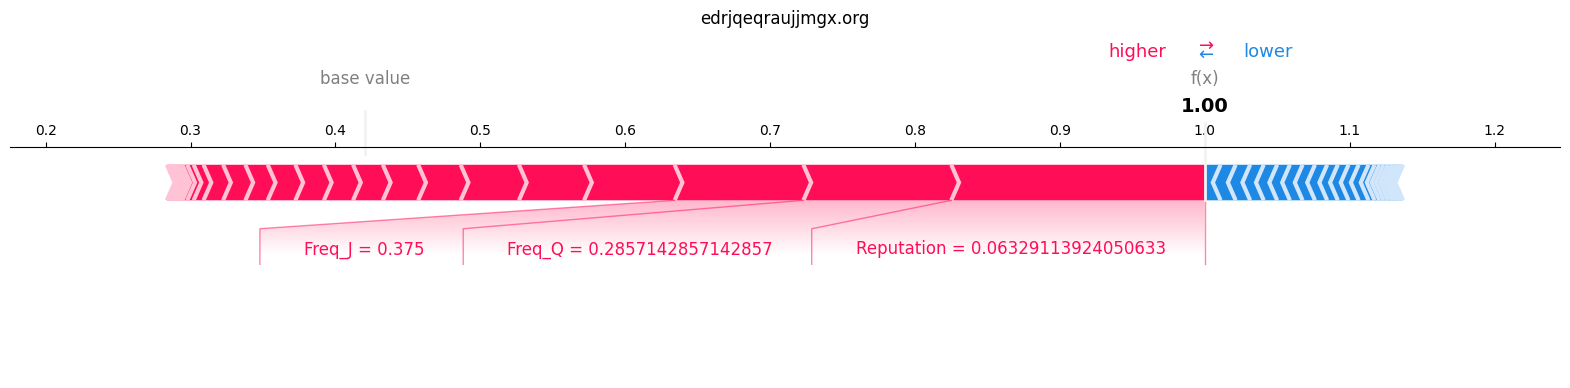 edrjqeqraujjmgx.org
higher → ← lower
base value f(x)
1.00
0.2 0.3 0.4 0.5 0.6 0.7 0.8 0.9 1.0 1.1 1.2
Freq_J = 0.375 Freq_Q = 0.2857142857142857 Reputation = 0.06329113924050633